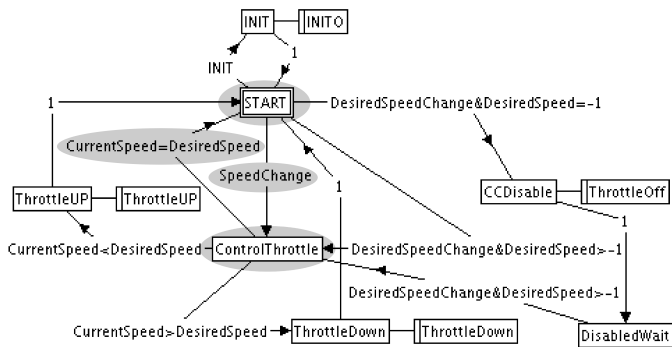 INIT
INITO
INIT
1
1
START
DesiredSpeedChange&DesiredSpeed=-1
CurrentSpeed=DesiredSpeed
SpeedChange
1
CCDisable
ThrottleOff
ThrottleUP
ThrottleUP
1
CurrentSpeed<DesiredSpeed
ControlThrottle
DesiredSpeedChange&DesiredSpeed>-1
DesiredSpeedChange&DesiredSpeed>-1
CurrentSpeed>DesiredSpeed
ThrottleDown
ThrottleDown
DisabledWait